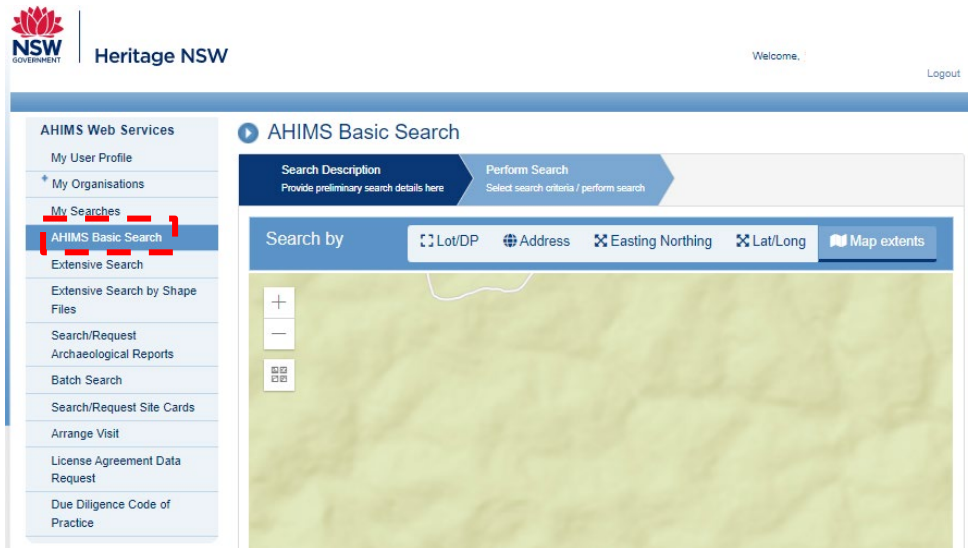 NSW
GOVERNMENT
Heritage NSW
Welcome,
Logout
AHIMS Web Services
My User Profile
My Organisations
My Searches
AHIMS Basic Search
Extensive Search
Extensive Search by Shape
Files
Search/Request
Archaeological Reports
Batch Search
Search/Request Site Cards
Arrange Visit
License Agreement Data
Request
Due Diligence Code of
Practice
AHIMS Basic Search
Search Description
Provide preliminary search details here
Perform Search
Select search criteria / perform search
Search by
Lot/DP
Address
Easting Northing
Lat/Long
Map extents
+
−